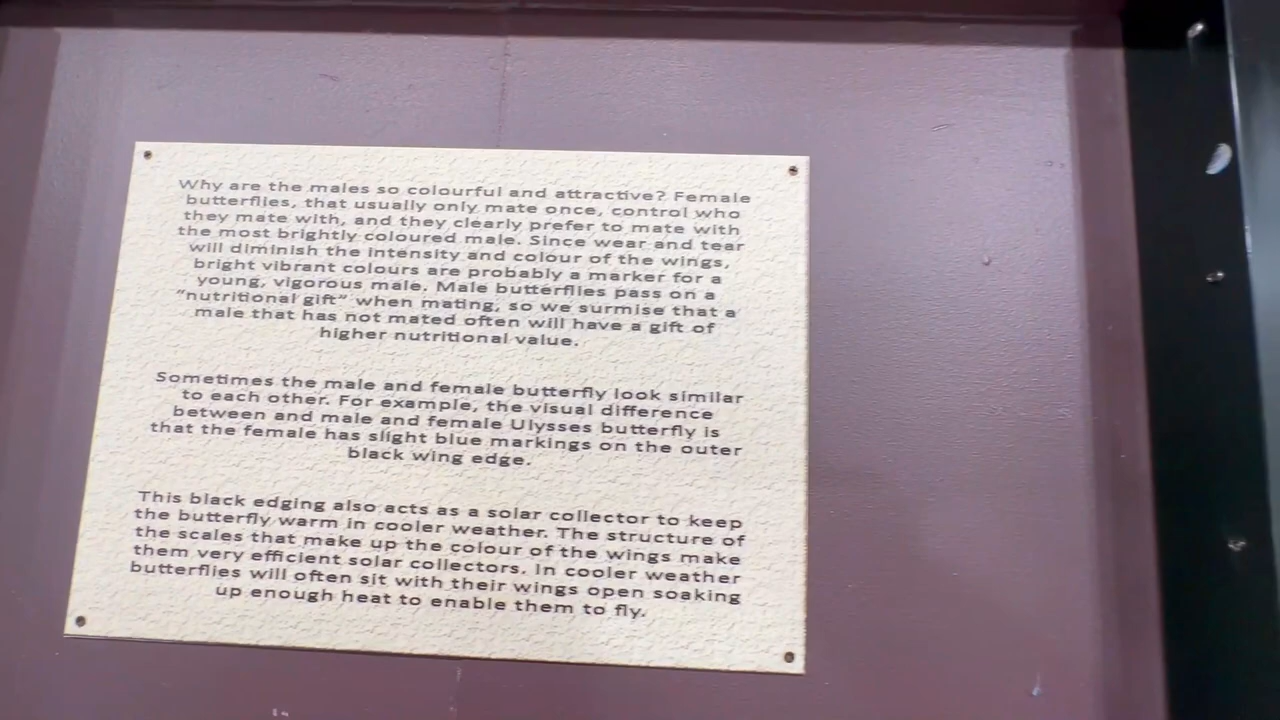 Why are the males so colourful and attractive? Female
butterflies, that usually only mate once, control who
they mate with, and they clearly prefer to mate with
the most brightly coloured male. Since wear and tear
will diminish the intensity and colour of the wings,
bright vibrant colours are probably a marker for a
young, vigorous male. Male butterflies pass on a
"nutritional gift" when mating, so we surmise that a
male that has not mated often will have a gift of
higher nutritional value.
Sometimes the male and female butterfly look similar
to each other. For example, the visual difference
between and male and female Ulysses butterfly is
that the female has slight blue markings on the outer
black wing edge.
This black edging also acts as a solar collector to keep
the butterfly warm in cooler weather. The structure of
the scales that make up the colour of the wings make
them very efficient solar collectors. In cooler weather
butterflies will often sit with their wings open soaking
up enough heat to enable them to fly.